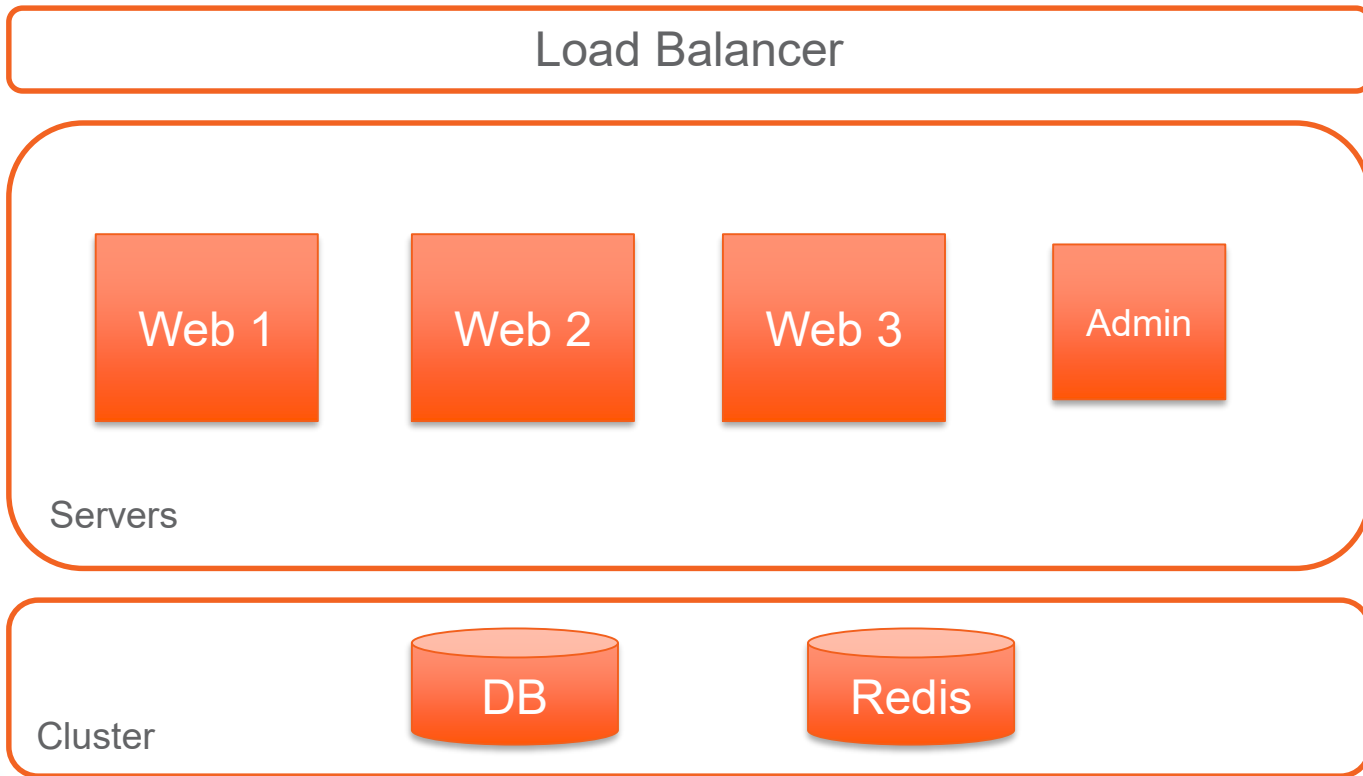 Load Balancer
Web 1
Web 2
Web 3
Admin
Servers
DB
Redis
Cluster